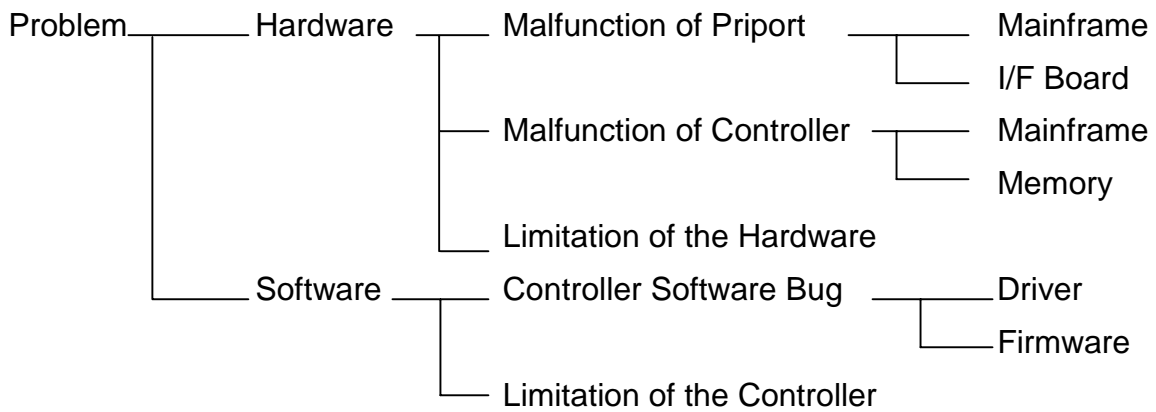 Problem Hardware Malfunction of Priport Mainframe
I/F Board
Malfunction of Controller Mainframe
Memory
Limitation of the Hardware
Software Controller Software Bug Driver
Firmware
Limitation of the Controller